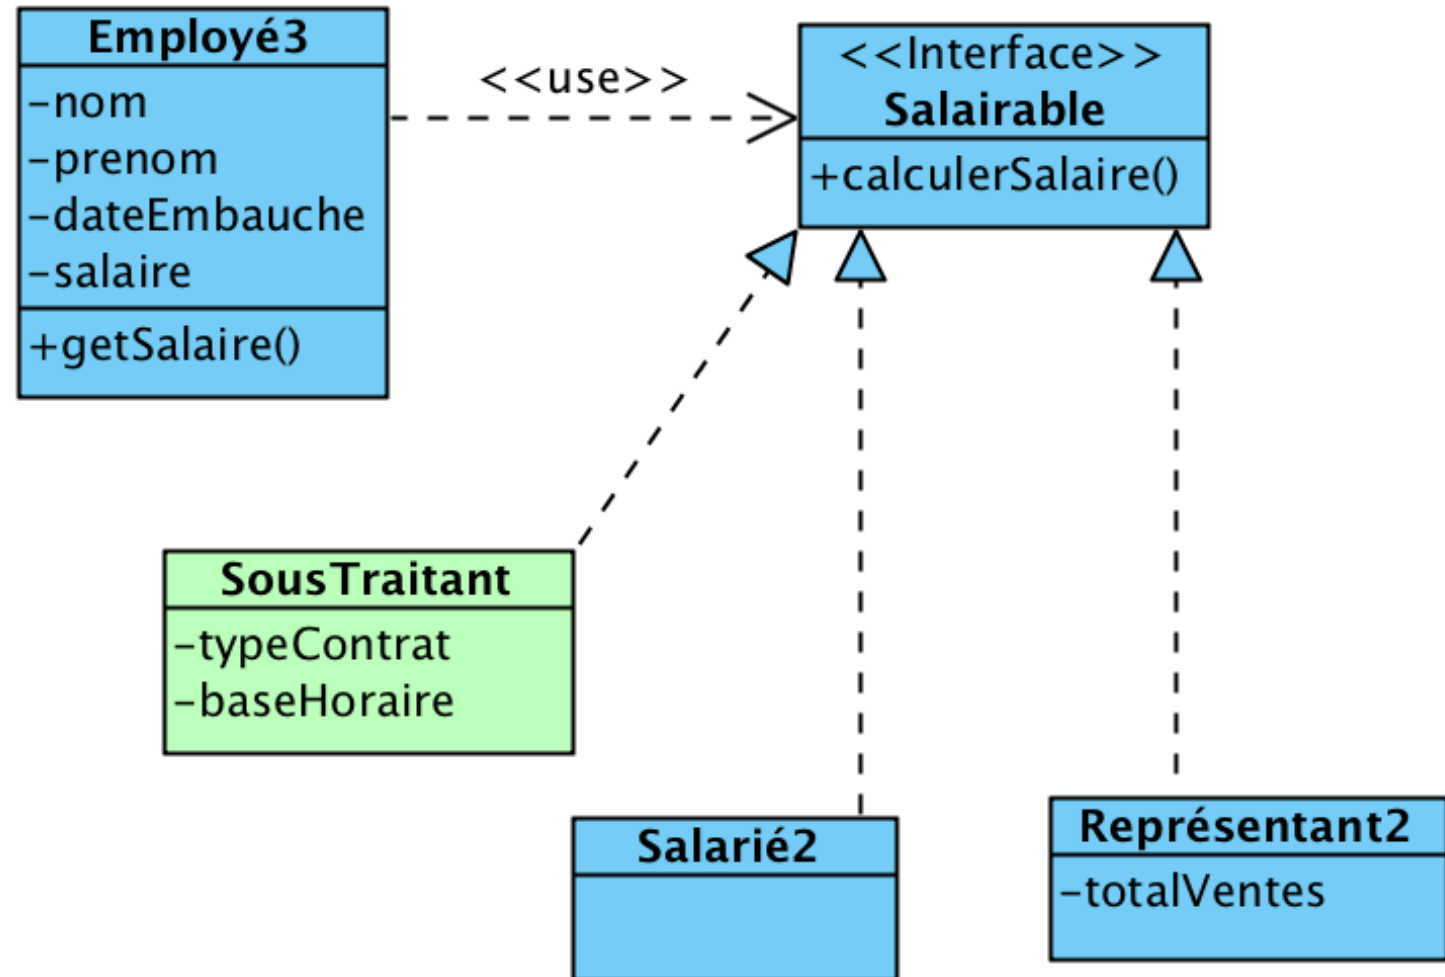 Employé3
-nom
-prenom
-dateEmbauche
-salaire
+getSalaire()
<<use>>
<<Interface>>
Salairable
+calculerSalaire()
SousTraitant
-typeContrat
-baseHoraire
Salarié2
Représentant2
-totalVentes